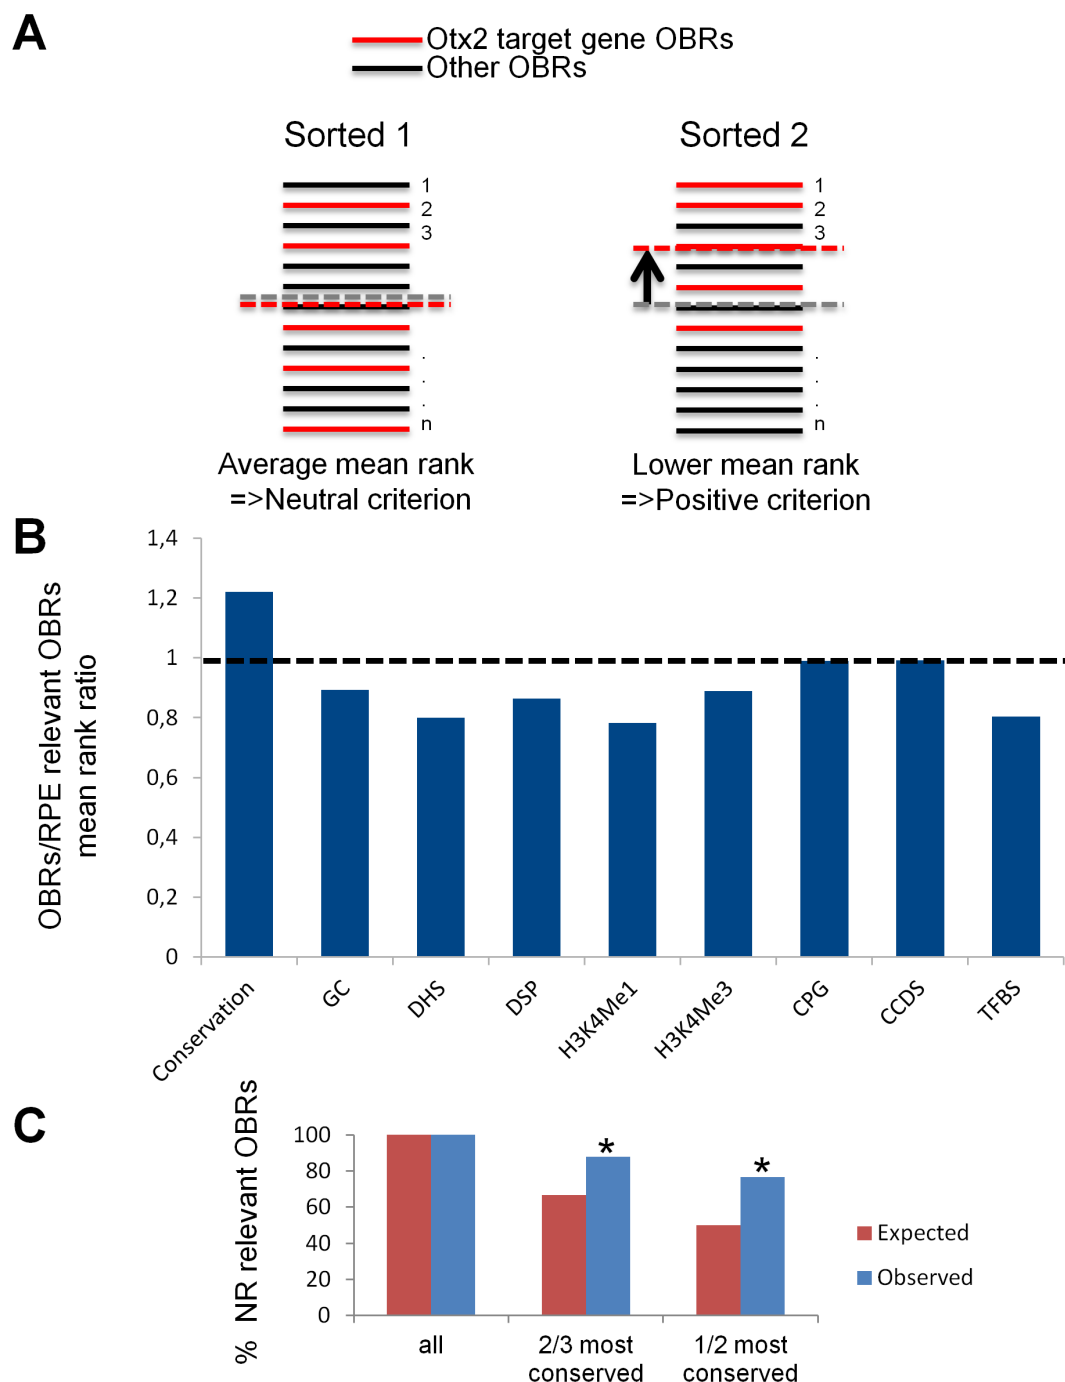 A
Otx2 target gene OBRs
Other OBRs
Sorted 1
Sorted 2
1
2
3
.
.
.
n
1
2
3
.
.
.
n
Average mean rank
=>Neutral criterion
Lower mean rank
=>Positive criterion
B
OBRs/RPE relevant OBRs
mean rank ratio
1,4
1,2
1
0,8
0,6
0,4
0,2
0
Conservation
GC
DHS
DSP
H3K4Me1
H3K4Me3
CPG
CCDS
TFBS
C
% NR relevant OBRs
100
80
60
40
20
0
*
*
all
2/3 most
conserved
1/2 most
conserved
Expected
Observed